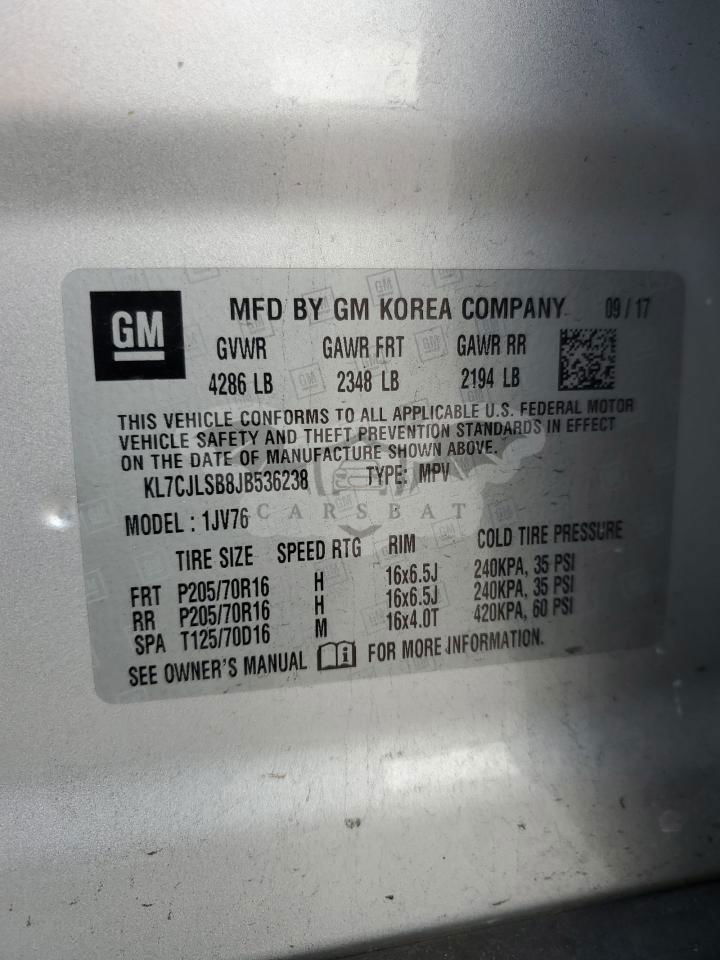 GM
MFD BY GM KOREA COMPANY 09/17
GVWR GAWR FRT GAWR RR
4286 LB 2348 LB 2194 LB
THIS VEHICLE CONFORMS TO ALL APPLICABLE U.S. FEDERAL MOTOR
VEHICLE SAFETY AND THEFT PREVENTION STANDARDS IN EFFECT
ON THE DATE OF MANUFACTURE SHOWN ABOVE.
KL7CJLSB8JB536238 TYPE: MPV
CARSBAT
MODEL : 1JV76
TIRE SIZE SPEED RTG RIM COLD TIRE PRESSURE
FRT P205/70R16 H 16x6.5J 240KPA, 35 PSI
RR P205/70R16 H 16x6.5J 240KPA, 35 PSI
SPA T125/70D16 M 16x4.0T 420KPA, 60 PSI
SEE OWNER'S MANUAL FOR MORE INFORMATION.